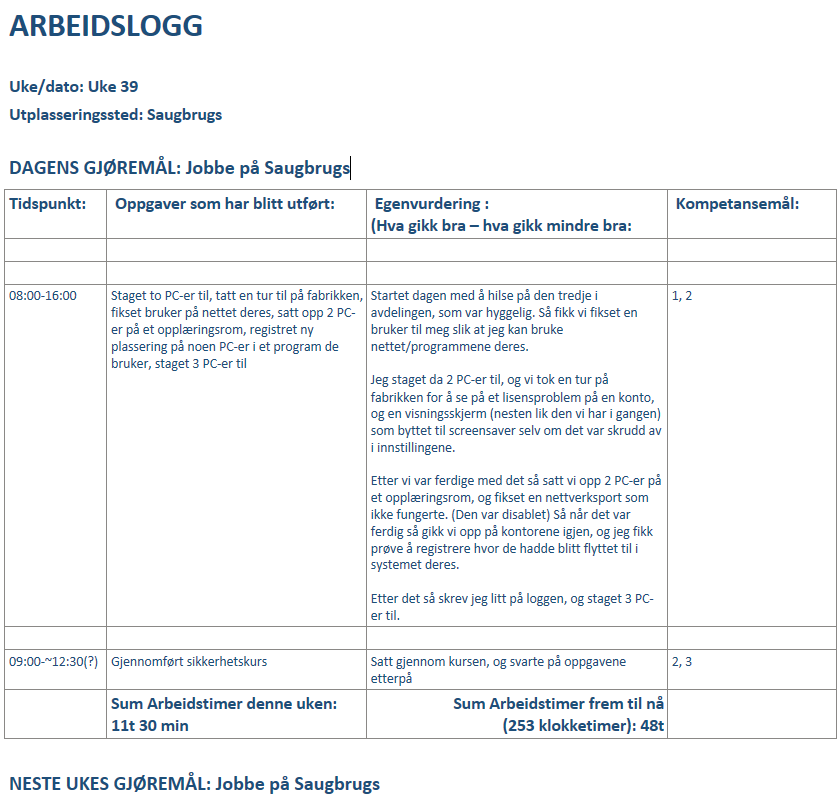 ARBEIDSLOGG
Uke/dato: Uke 39
Utplasseringssted: Saugbrugs
DAGENS GJØREMÅL: Jobbe på Saugbrugs
Tidspunkt:
Oppgaver som har blitt utført:
Egenvurdering :
(Hva gikk bra – hva gikk mindre bra:
Kompetansemål:
08:00-16:00
Staget to PC-er til, tatt en tur til på fabrikken,
fikset bruker på nettet deres, satt opp 2 PC-
er på et opplæringsrom, registret ny
plassering på noen PC-er i et program de
bruker, staget 3 PC-er til
Startet dagen med å hilse på den tredje i
avdelingen, som var hyggelig. Så fikk vi fikset en
bruker til meg slik at jeg kan bruke
nettet/programmene deres.
Jeg staget da 2 PC-er til, og vi tok en tur på
fabrikken for å se på et lisensproblem på en konto,
og en visningsskjerm (nesten lik den vi har i gangen)
som byttet til screensaver selv om det var skrudd av
i innstillingene.
Etter vi var ferdige med det så satt vi opp 2 PC-er på
et opplæringsrom, og fikset en nettverksport som
ikke fungerte. (Den var disablet) Så når det var
ferdig så gikk vi opp på kontorene igjen, og jeg fikk
prøve å registrere hvor de hadde blitt flyttet til i
systemet deres.
Etter det så skrev jeg litt på loggen, og staget 3 PC-
er til.
1, 2
09:00-~12:30(?)
Gjennomført sikkerhetskurs
Satt gjennom kursen, og svarte på oppgavene
etterpå
2, 3
Sum Arbeidstimer denne uken:
11t 30 min
Sum Arbeidstimer frem til nå
(253 klokketimer): 48t
NESTE UKES GJØREMÅL: Jobbe på Saugbrugs